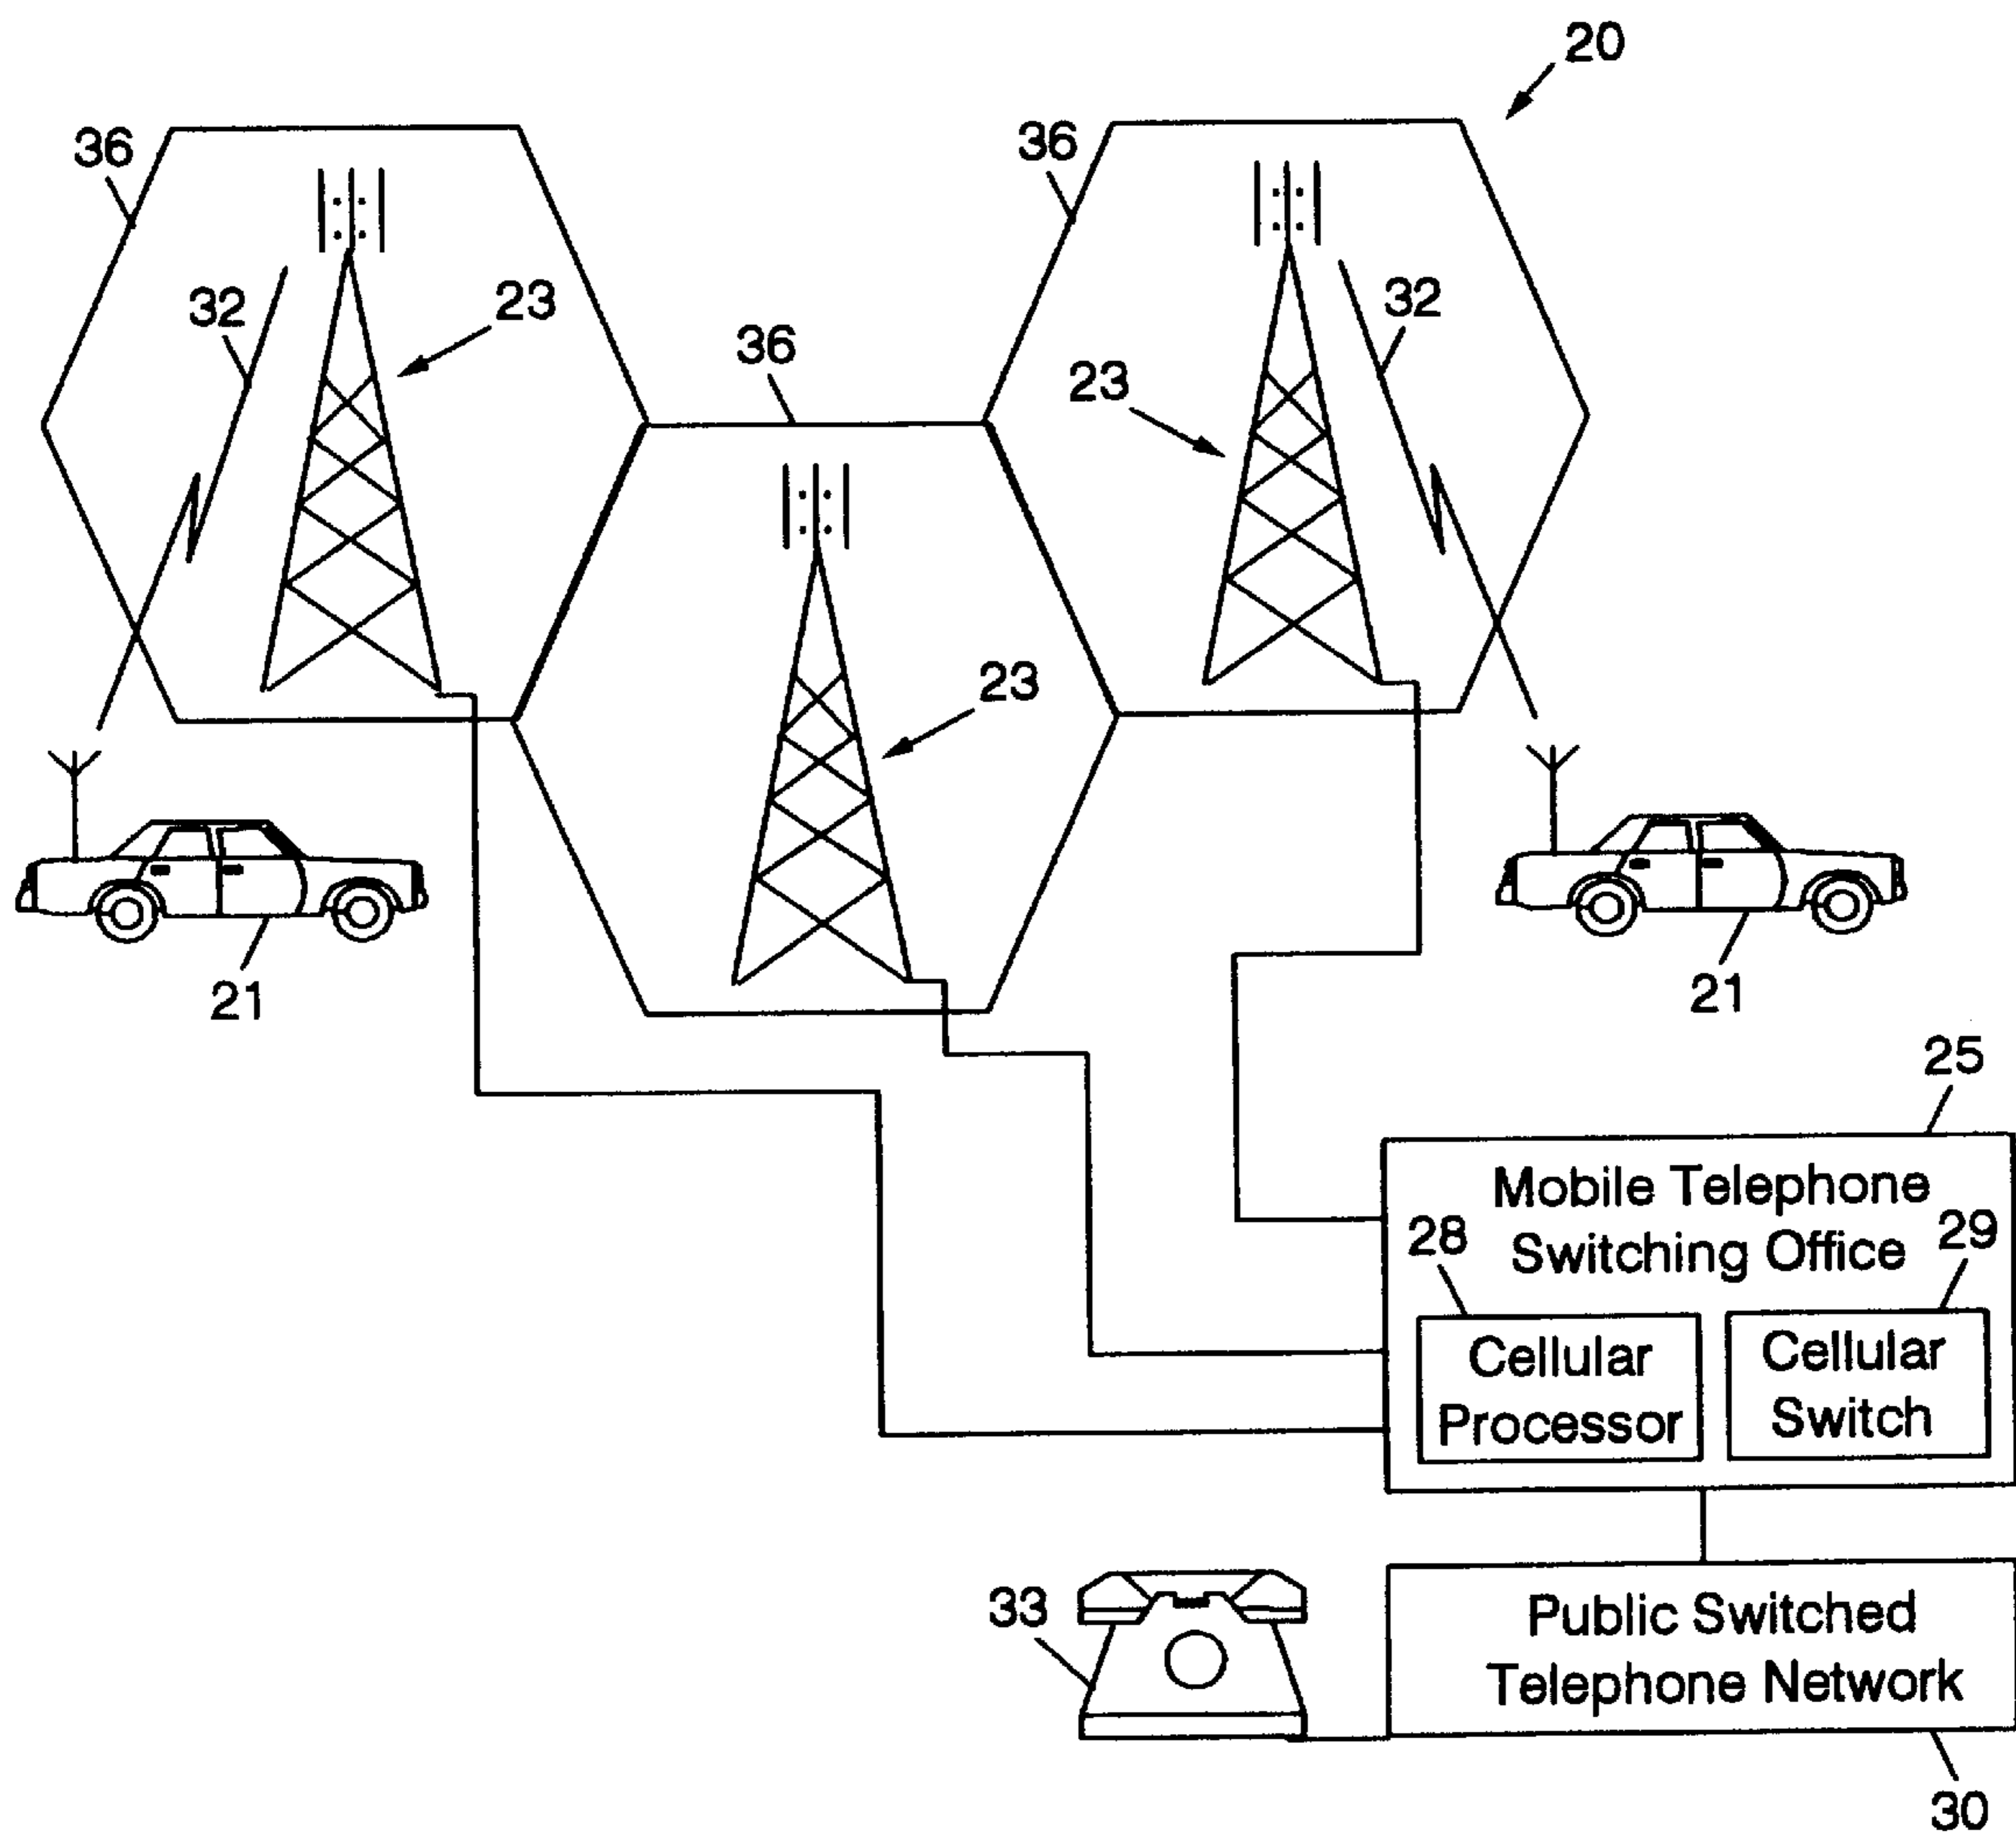 20
36
36
32
23
36
23
32
23
21
21
25
Mobile Telephone
Switching Office
28
29
Cellular
Processor
Cellular
Switch
33
Public Switched
Telephone Network
30